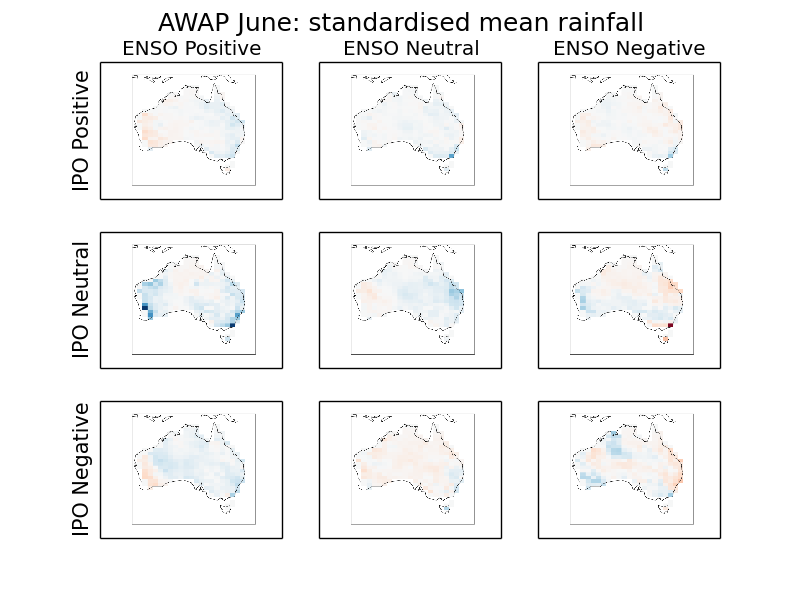 AWAP June: standardised mean rainfall
ENSO Positive
ENSO Neutral
ENSO Negative
IPO Positive
IPO Neutral
IPO Negative